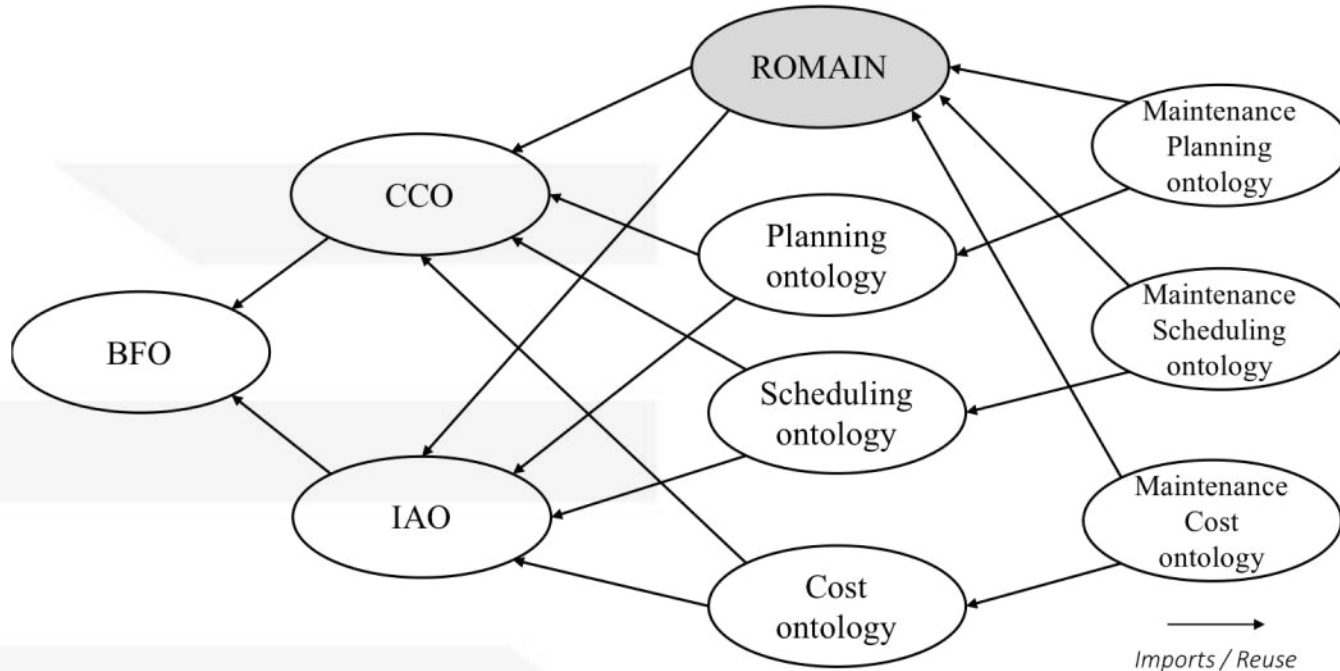 ROMAIN
Maintenance
Planning
ontology
CCO
Planning
ontology
Maintenance
Scheduling
ontology
BFO
Scheduling
ontology
IAO
Maintenance
Cost
ontology
Cost
ontology
Imports / Reuse